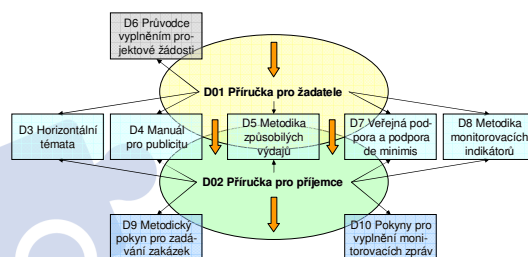 D6 Průvodce
vyplněním pro-
jektové žádosti
D01 Příručka pro žadatele
D3 Horizontální
témata
D4 Manuál
pro publicitu
D5 Metodika
způsobilých
výdajů
D7 Veřejná pod-
pora a podpora
de minimis
D8 Metodika
monitorovacích
indikátorů
D02 Příručka pro příjemce
D9 Metodický
pokyn pro zadá-
vání zakázek
D10 Pokyny pro
vyplnění moni-
torovacích zpráv